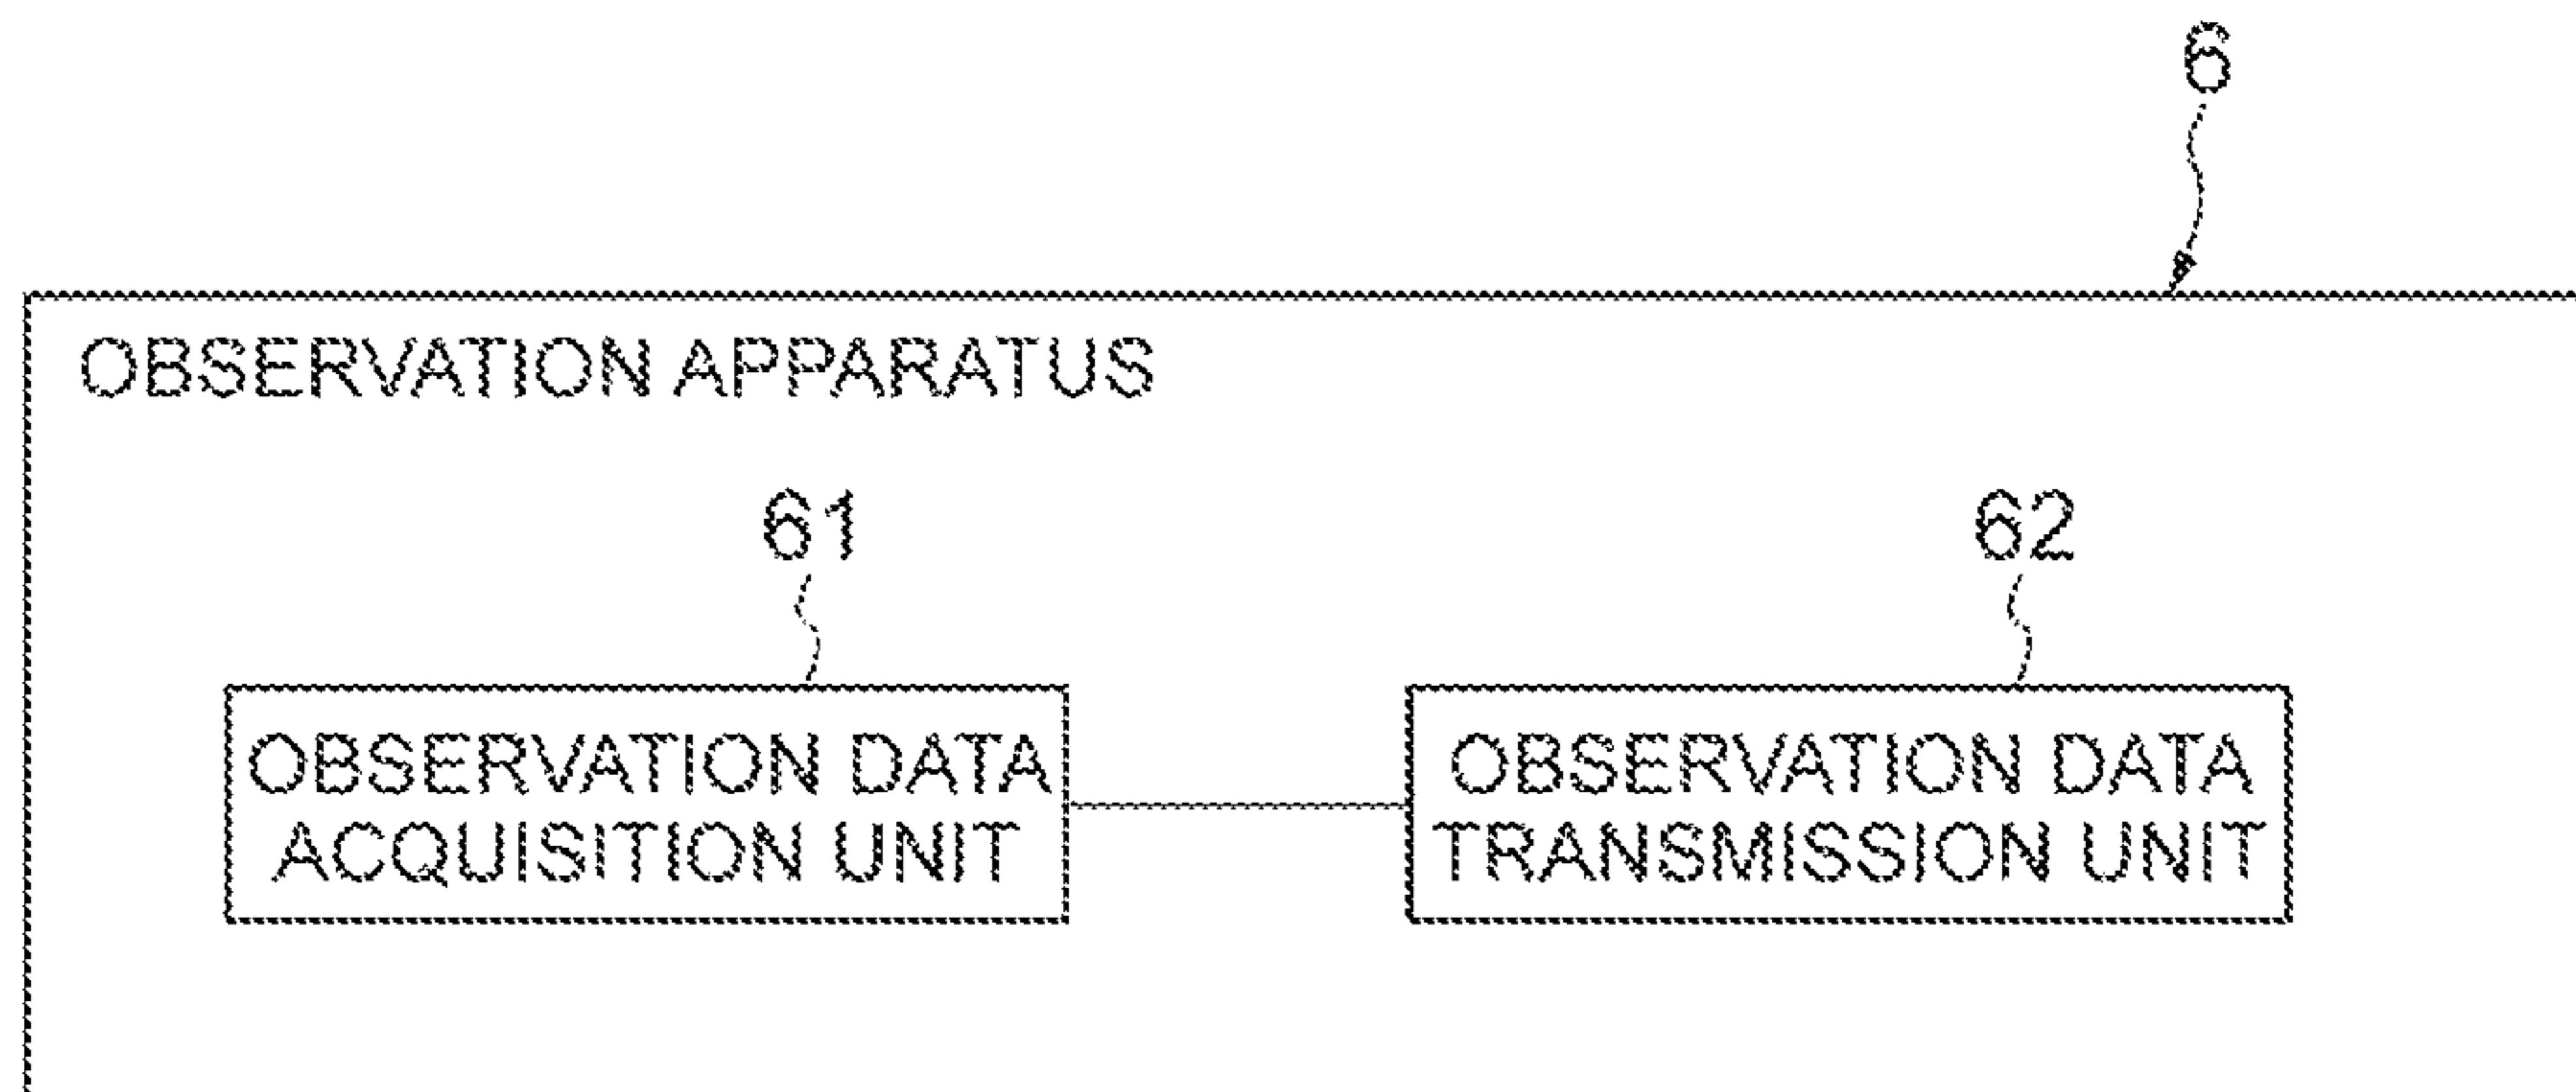 6
OBSERVATION APPARATUS
61
62
OBSERVATION DATA
ACQUISITION UNIT
OBSERVATION DATA
TRANSMISSION UNIT